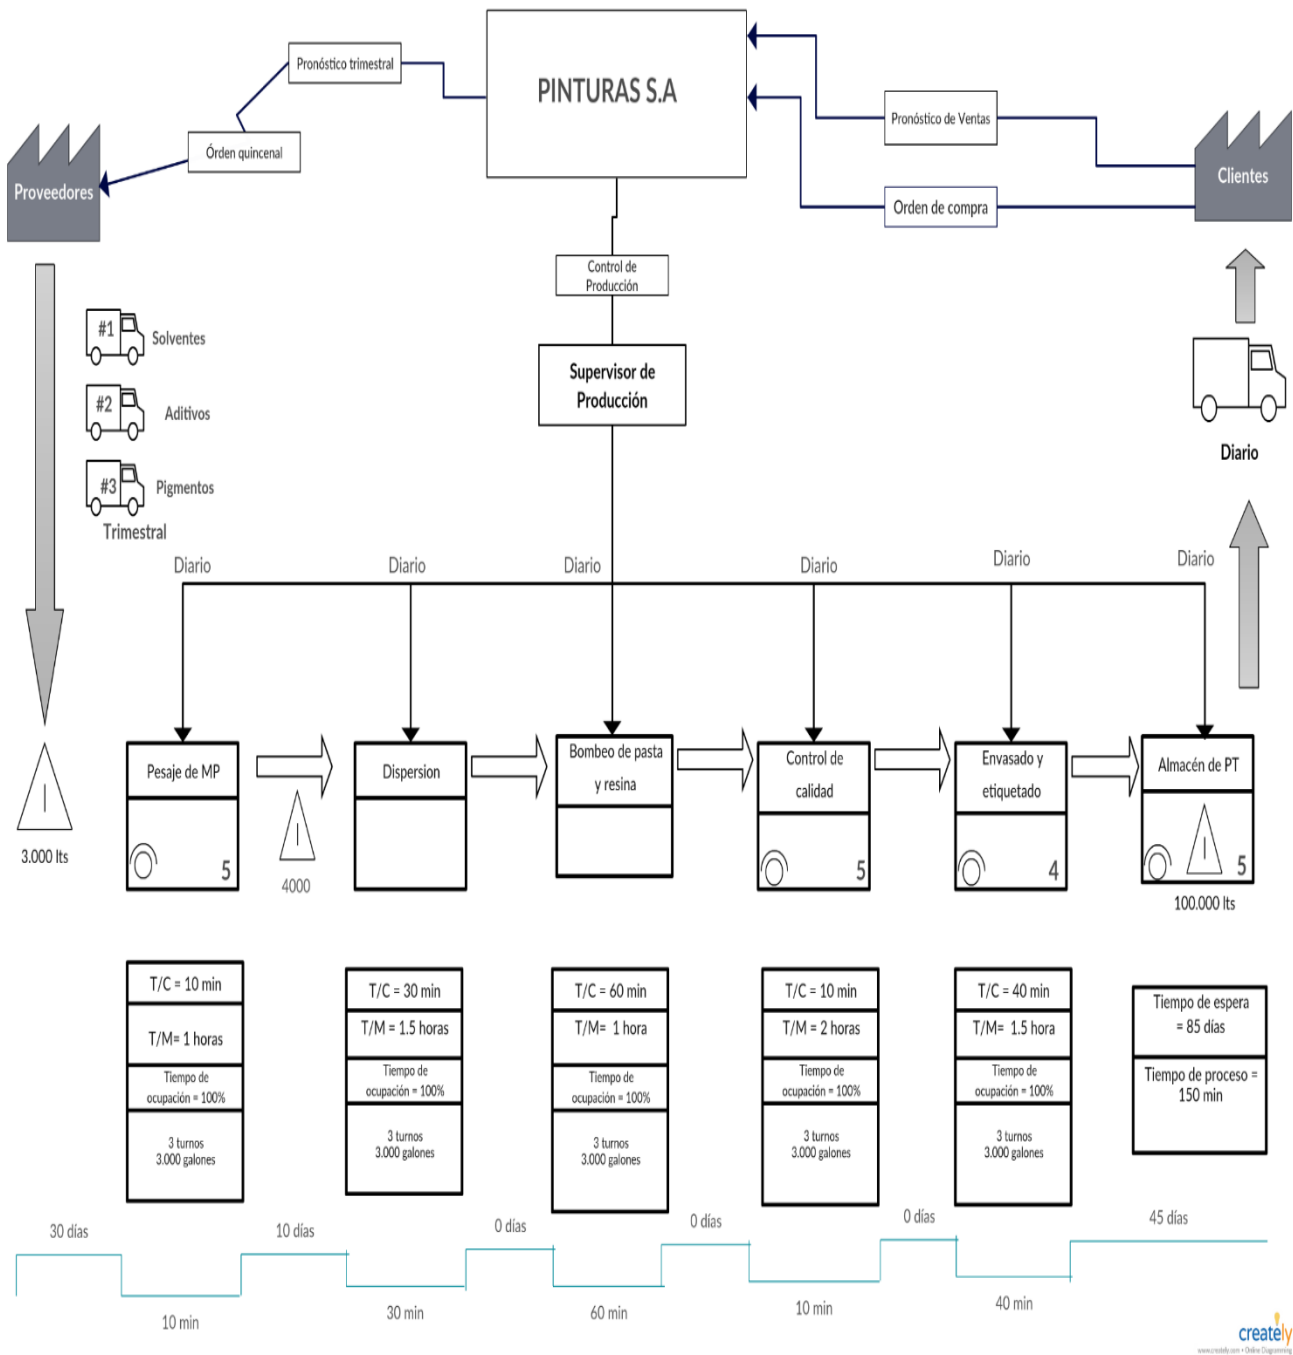 PINTURAS S.A
Pronóstico trimestral
Órden quincenal
Pronóstico de Ventas
Orden de compra
Proveedores
Clientes
Control de
Producción
Supervisor de
Producción
#1
Solventes
#2
Aditivos
#3
Pigmentos
Trimestral
Diario
Diario
Diario
Diario
Diario
Diario
Diario
Pesaje de MP
Dispersion
Bombeo de pasta
y resina
Control de
calidad
Envasado y
etiquetado
Almacén de PT
I
3.000 lts
5
I
4000
5
4
I
5
100.000 lts
T/C = 10 min
T/M= 1 horas
Tiempo de
ocupación = 100%
3 turnos
3.000 galones
T/C = 30 min
T/M = 1.5 horas
Tiempo de
ocupación = 100%
3 turnos
3.000 galones
T/C = 60 min
T/M= 1 hora
Tiempo de
ocupación = 100%
3 turnos
3.000 galones
T/C = 10 min
T/M = 2 horas
Tiempo de
ocupación = 100%
3 turnos
3.000 galones
T/C = 40 min
T/M= 1.5 hora
Tiempo de
ocupación = 100%
3 turnos
3.000 galones
Tiempo de espera
= 85 días
Tiempo de proceso =
150 min
30 días
10 días
0 días
0 días
0 días
45 días
10 min
30 min
60 min
10 min
40 min
creately
www.creately.com • Online Diagramming